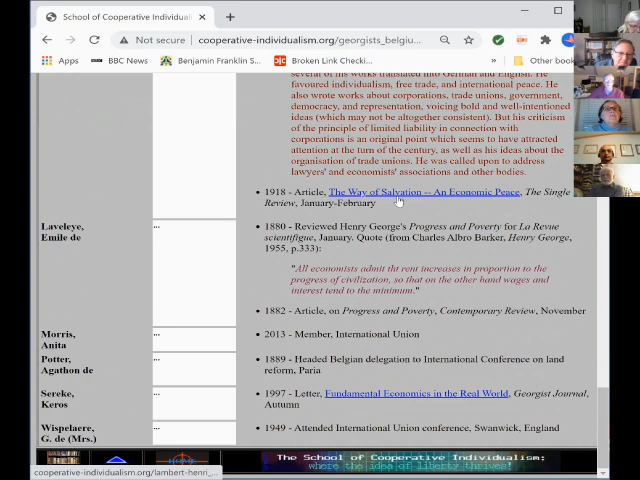 School of Cooperative Individualism
Not secure
cooperative-individualism.org/georgists_belgiu...
Apps
BBC News
Benjamin Franklin S...
Broken Link Checki...
»
Other book
several of his works translated into German and English. He
favoured individualism, free trade, and international peace. He
also wrote works about corporations, trade unions, government,
democracy, and representation, voicing bold and well-intentioned
ideas (which may not be altogether consistent). But his criticism
of the principle of limited liability in connection with
corporations is an original point which seems to have attracted
attention at the turn of the century, as well as his ideas about the
organisation of trade unions. He was called upon to address
lawyers' and economists' associations and other bodies.
• 1918 - Article, The Way of Salvation -- An Economic Peace, The Single
Review, January-February
Laveleye,
Emile de
...
• 1880 - Reviewed Henry George's Progress and Poverty for La Revue
scientifique, January. Quote (from Charles Albro Barker, Henry George,
1955, p.333):
"All economists admit tht rent increases in proportion to the
progress of civilization, so that on the other hand wages and
interest tend to the minimum."
• 1882 - Article, on Progress and Poverty, Contemporary Review, November
Morris,
Anita
...
• 2013 - Member, International Union
Potter,
Agathon de
...
• 1889 - Headed Belgian delegation to International Conference on land
reform, Paria
Sereke,
Keros
...
• 1997 - Letter, Fundamental Economics in the Real World, Georgist Journal,
Autumn
Wispelaere,
G. de (Mrs.)
...
• 1949 - Attended International Union conference, Swanwick, England
HOME
The School of Cooperative Individualism:
where the idea of liberty thrives!
cooperative-individualism.org/lambert-henri_...